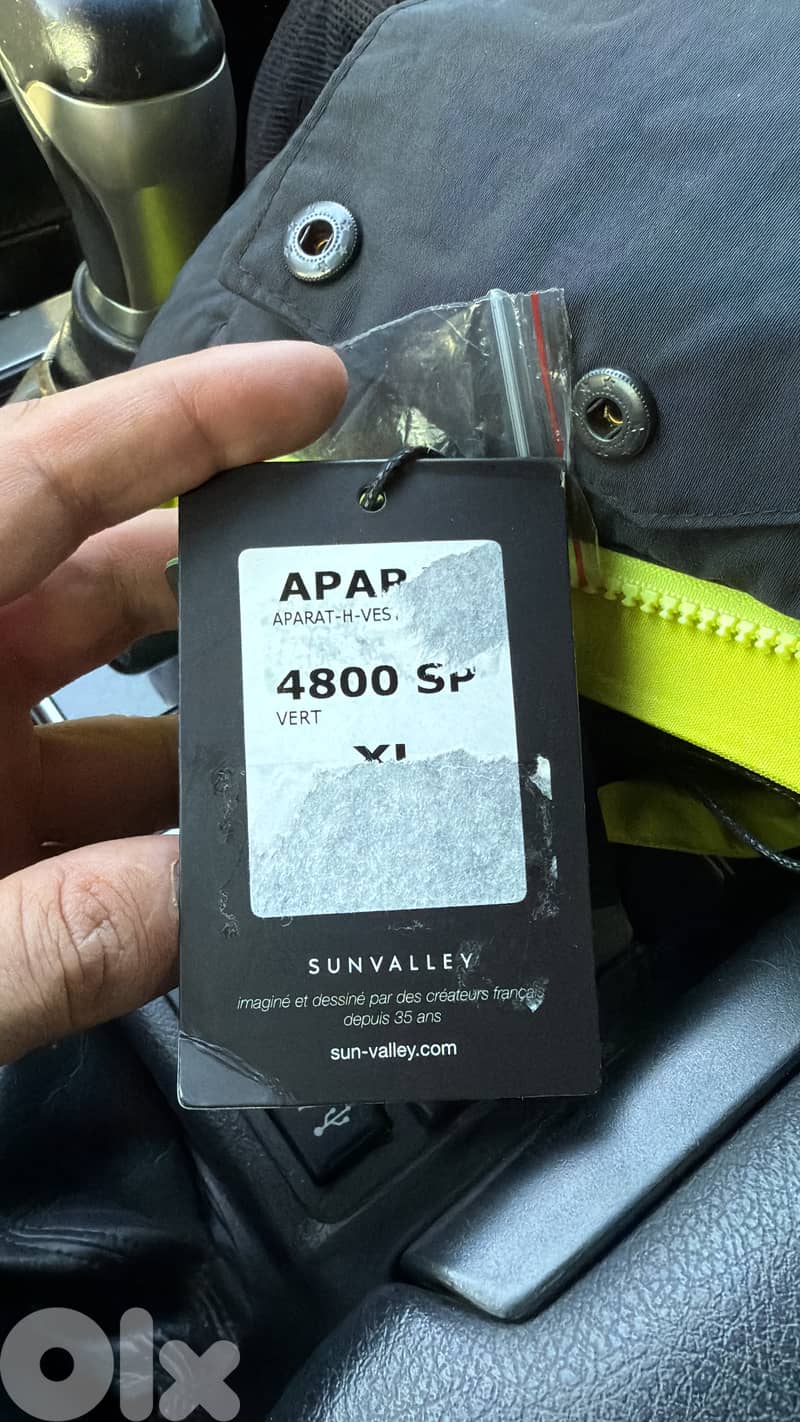 APAR
APARAT-H-VES
4800 SP
VERT
XL
SUNVALLEY
imaginé et dessiné par des créateurs français
depuis 35 ans
sun-valley.com
olx